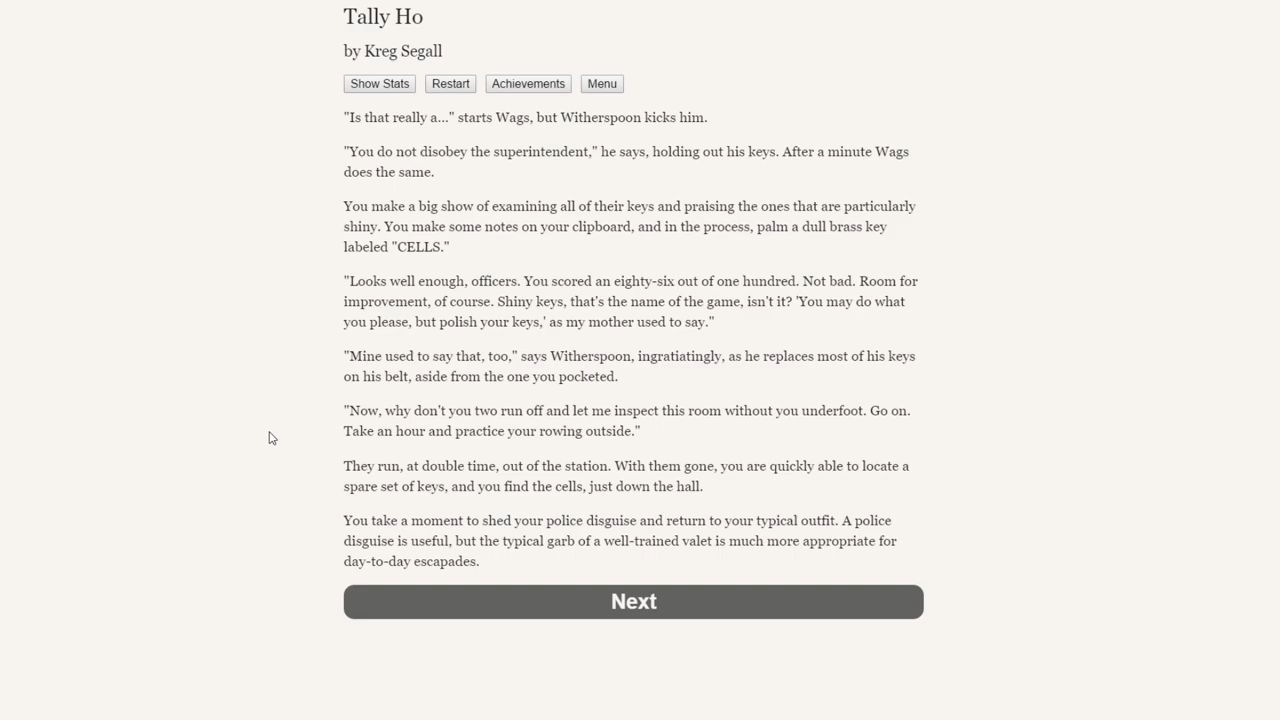 Tally Ho
by Kreg Segall
Show Stats Restart Achievements Menu
"Is that really a..." starts Wags, but Witherspoon kicks him.
"You do not disobey the superintendent," he says, holding out his keys. After a minute Wags
does the same.
You make a big show of examining all of their keys and praising the ones that are particularly
shiny. You make some notes on your clipboard, and in the process, palm a dull brass key
labeled "CELLS."
"Looks well enough, officers. You scored an eighty-six out of one hundred. Not bad. Room for
improvement, of course. Shiny keys, that's the name of the game, isn't it? 'You may do what
you please, but polish your keys,' as my mother used to say."
"Mine used to say that, too," says Witherspoon, ingratiatingly, as he replaces most of his keys
on his belt, aside from the one you pocketed.
"Now, why don't you two run off and let me inspect this room without you underfoot. Go on.
Take an hour and practice your rowing outside."
They run, at double time, out of the station. With them gone, you are quickly able to locate a
spare set of keys, and you find the cells, just down the hall.
You take a moment to shed your police disguise and return to your typical outfit. A police
disguise is useful, but the typical garb of a well-trained valet is much more appropriate for
day-to-day escapades.
Next